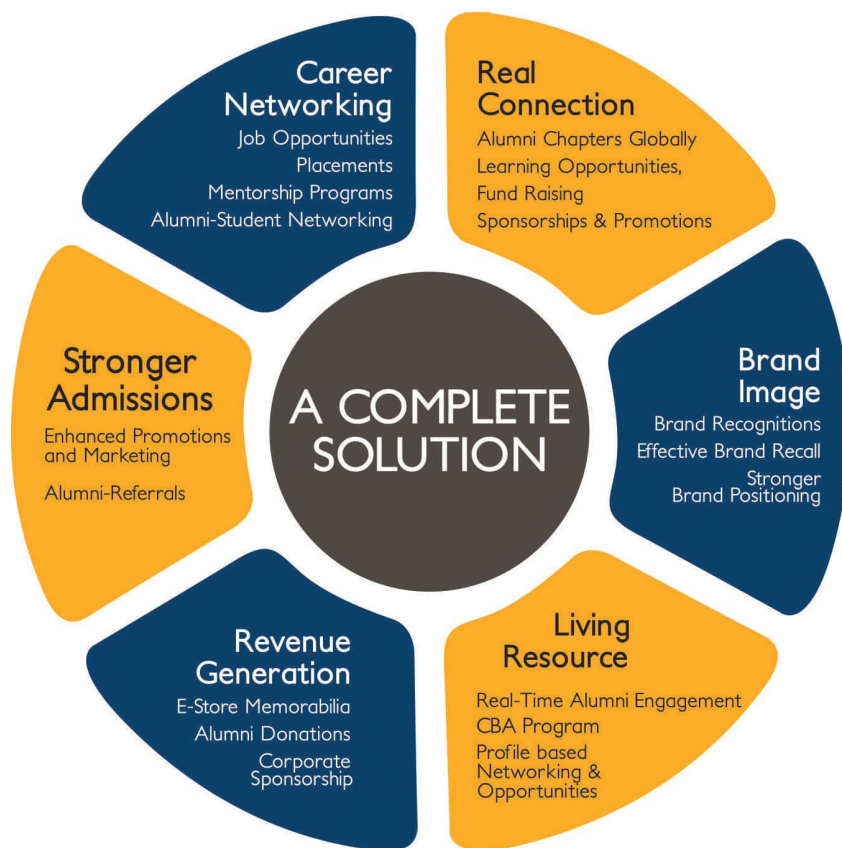 Career
Networking
Job Opportunities
Placements
Mentorship Programs
Alumni-Student Networking
Real
Connection
Alumni Chapters Globally
Learning Opportunities,
Fund Raising
Sponsorships & Promotions
Stronger
Admissions
Enhanced Promotions
and Marketing
Alumni-Referrals
A COMPLETE
SOLUTION
Brand
Image
Brand Recognitions
Effective Brand Recall
Stronger
Brand Positioning
Revenue
Generation
E-Store Memorabilia
Alumni Donations
Corporate
Sponsorship
Living
Resource
Real-Time Alumni Engagement
CBA Program
Profile based
Networking &
Opportunities